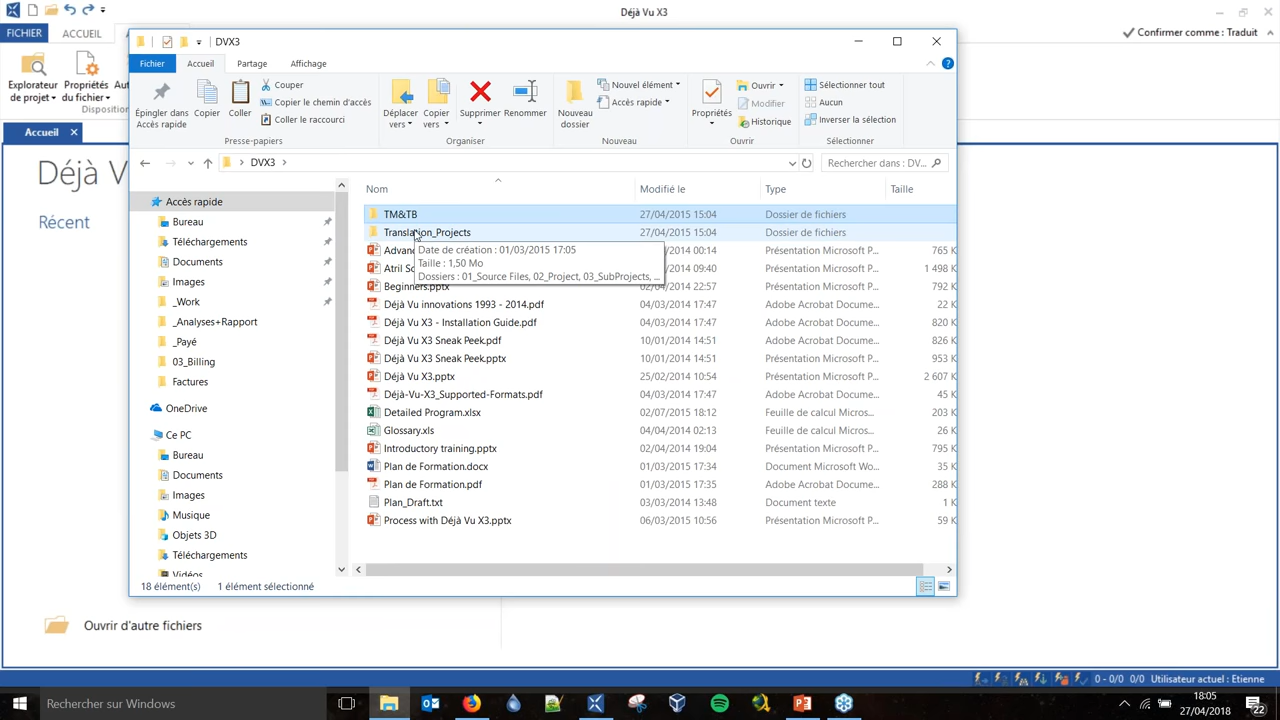 Déjà Vu X3
FICHIER
ACCUEIL
Confirmer comme : Traduit
Explorateur de projet
Propriétés du fichier
Disposition
Accueil
Déjà V
Récent
Ouvrir d'autre fichiers
DVX3
Fichier
Accueil
Partage
Affichage
Épingler dans Accès rapide
Copier
Coller
Couper
Copier le chemin d'accès
Coller le raccourci
Presse-papiers
Déplacer vers
Copier vers
Supprimer
Renommer
Organiser
Nouveau dossier
Nouvel élément
Accès rapide
Nouveau
Propriétés
Ouvrir
Modifier
Historique
Ouvrir
Sélectionner tout
Aucun
Inverser la sélection
Sélectionner
DVX3
Rechercher dans : DV...
Nom Modifié le Type Taille
Accès rapide
Bureau
Téléchargements
Documents
Images
_Work
_Analyses+Rapport
_Payé
03_Billing
Factures
OneDrive
Ce PC
Bureau
Documents
Images
Musique
Objets 3D
Téléchargements
Vidéos
TM&TB 27/04/2015 15:04 Dossier de fichiers
Translation_Projects 27/04/2015 15:04 Dossier de fichiers
Advanc 00:14 Présentation Microsoft P... 765 K
Atril So 09:40 Présentation Microsoft P... 1 498 K
Beginners.pptx 02/04/2014 22:57 Présentation Microsoft P...
Déjà Vu innovations 1993 - 2014.pdf 04/03/2014 17:47 Adobe Acrobat Docume... 22 K
Déjà Vu X3 - Installation Guide.pdf 04/03/2014 17:47 Adobe Acrobat Docume... 820 K
Déjà Vu X3 Sneak Peek.pdf 10/01/2014 14:51 Adobe Acrobat Docume... 826 K
Déjà Vu X3 Sneak Peek.pptx 10/01/2014 14:51 Présentation Microsoft P... 953 K
Déjà Vu X3.pptx 25/02/2014 10:54 Présentation Microsoft P... 2 607 K
Déjà-Vu-X3_Supported-Formats.pdf 04/03/2014 17:47 Adobe Acrobat Docume... 45 K
Detailed Program.xlsx 02/07/2015 18:12 Feuille de calcul Micros... 203 K
Glossary.xls 04/04/2014 02:13 Feuille de calcul Micros... 26 K
Introductory training.pptx 02/04/2014 19:04 Présentation Microsoft P... 795 K
Plan de Formation.docx 01/03/2015 17:34 Document Microsoft Wo... 35 K
Plan de Formation.pdf 01/03/2015 17:35 Adobe Acrobat Docume... 288 K
Plan_Draft.txt 03/03/2014 13:48 Document texte 1 K
Process with Déjà Vu X3.pptx 06/03/2015 10:56 Présentation Microsoft P... 59 K
Date de création : 01/03/2015 17:05
Taille : 1,50 Mo
Dossiers : 01_Source Files, 02_Project, 03_SubProjects, ...
18 élément(s) 1 élément sélectionné
0 - 0/0 0/0 Utilisateur actuel : Etienne
Rechercher sur Windows
18:05
27/04/2018
22